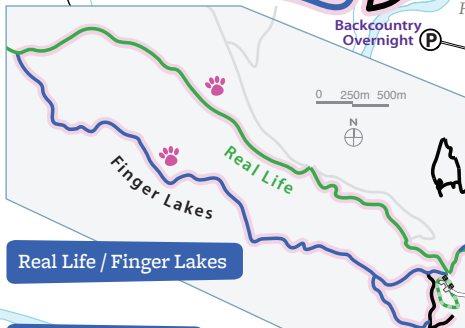 Backcountry
Overnight P
0 250m 500m
N
Real Life
Finger Lakes
Real Life / Finger Lakes